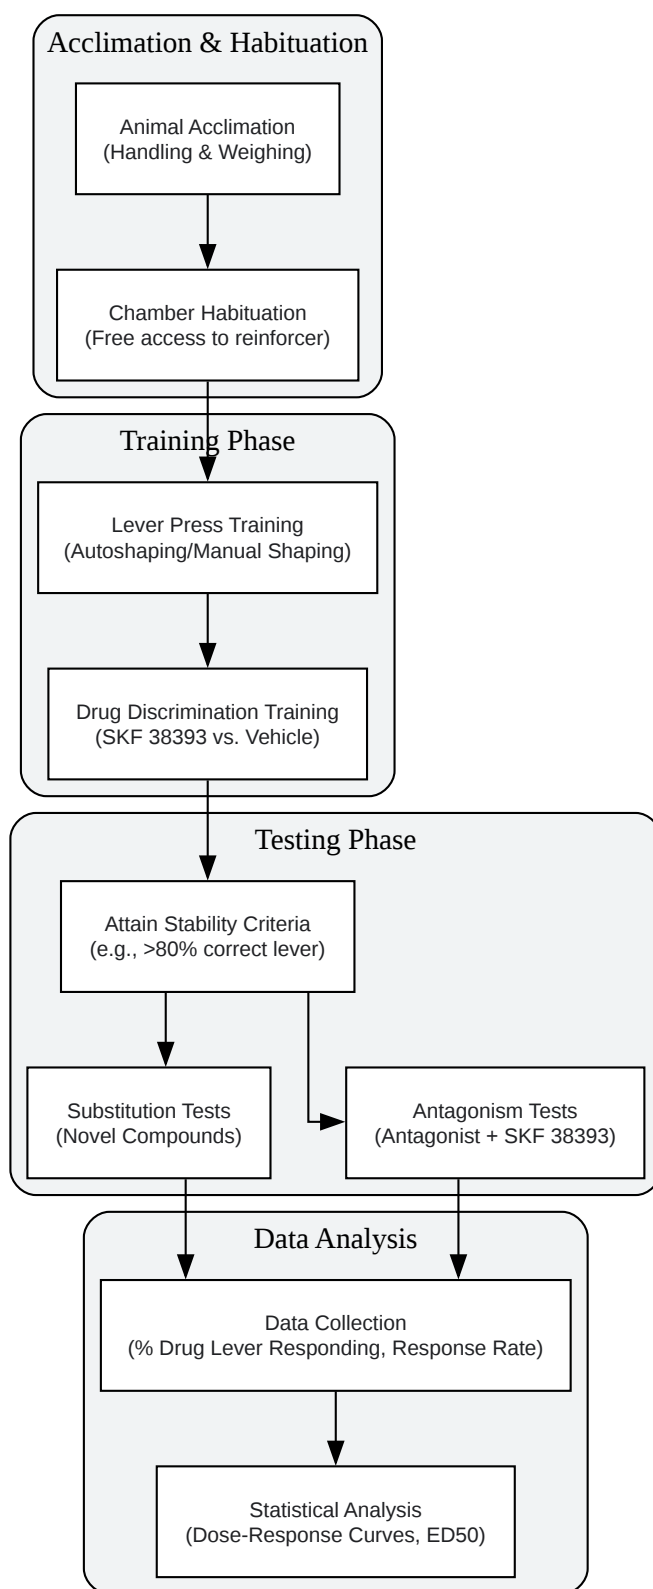 Acclimation & Habituation
Animal Acclimation
(Handling & Weighing)
Chamber Habituation
(Free access to reinforcer)
Training Phase
Lever Press Training
(Autoshaping/Manual Shaping)
Drug Discrimination Training
(SKF 38393 vs. Vehicle)
Testing Phase
Attain Stability Criteria
(e.g., >80% correct lever)
Substitution Tests
(Novel Compounds)
Antagonism Tests
(Antagonist + SKF 38393)
Data Analysis
Data Collection
(% Drug Lever Responding, Response Rate)
Statistical Analysis
(Dose-Response Curves, ED50)